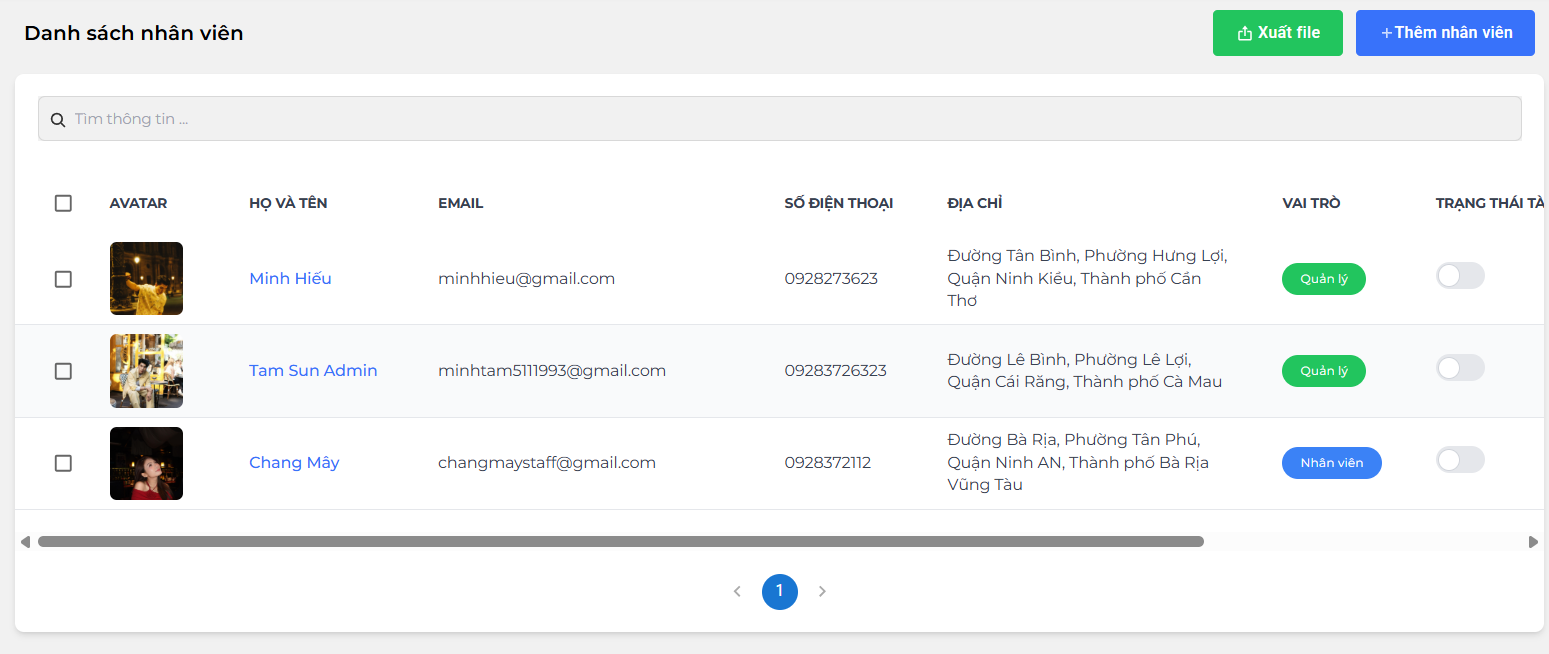 Danh sách nhân viên
Xuất file
+Thêm nhân viên
Tìm thông tin ...
AVATAR
HỌ VÀ TÊN
EMAIL
SỐ ĐIỆN THOẠI
ĐỊA CHỈ
VAI TRÒ
TRẠNG THÁI TÀ
Minh Hiếu
minhhieu@gmail.com
0928273623
Đường Tân Bình, Phường Hưng Lợi,
Quận Ninh Kiều, Thành phố Cần
Thơ
Quản lý
Tam Sun Admin
minhtam5111993@gmail.com
09283726323
Đường Lê Bình, Phường Lê Lợi,
Quận Cái Răng, Thành phố Cà Mau
Quản lý
Chang Mây
changmaystaff@gmail.com
0928372112
Đường Bà Rịa, Phường Tân Phú,
Quận Ninh AN, Thành phố Bà Rịa
Vũng Tàu
Nhân viên
1